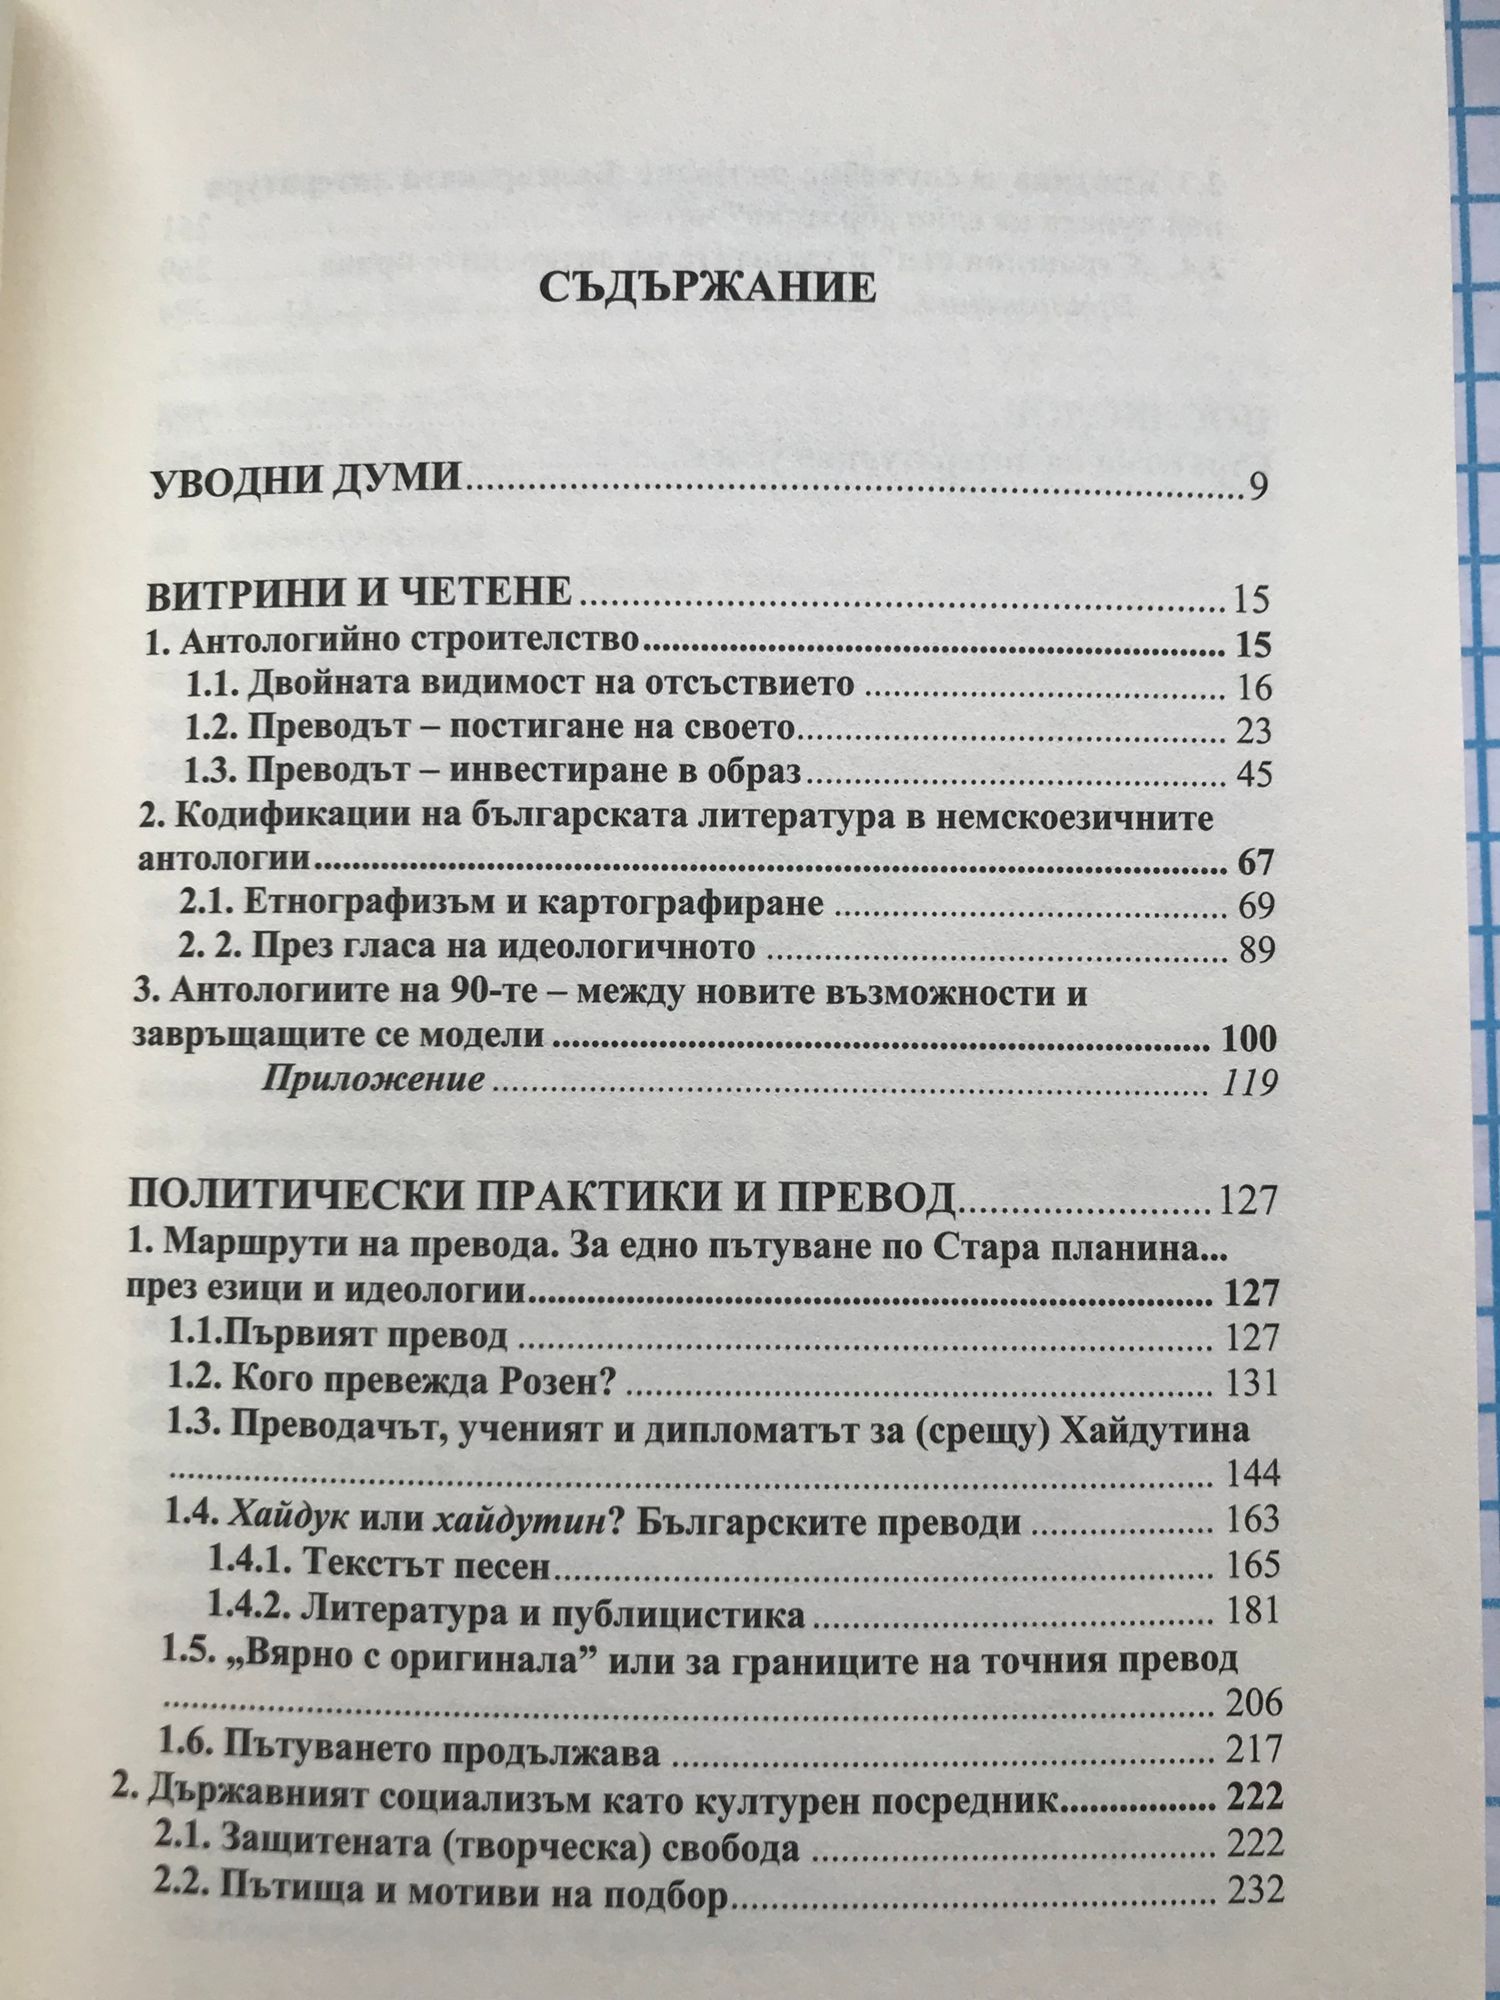 СЪДЪРЖАНИЕ
УВОДНИ ДУМИ........................................................................9
ВИТРИНИ И ЧЕТЕНЕ............................................................15
1. Антологийно строителство...................................................... 15
1.1. Двойната видимост на отсъствието .................................. 16
1.2. Преводът – постигане на своето........................................ 23
1.3. Преводът – инвестиране в образ....................................... 45
2. Кодификации на българската литература в немскоезичните
антологии....................................................................................... 67
2.1. Етнографизъм и картографиране ..................................... 69
2. 2. През гласа на идеологичното ........................................... 89
3. Антологиите на 90-те – между новите възможности и
завръщащите се модели .............................................................. 100
Приложение .................................................................... 119
ПОЛИТИЧЕСКИ ПРАКТИКИ И ПРЕВОД........................127
1. Маршрути на превода. За едно пътуване по Стара планина...
през езици и идеологии................................................................ 127
1.1.Първият превод .................................................................. 127
1.2. Кого превежда Розен? ....................................................... 131
1.3. Преводачът, ученият и дипломатът за (срещу) Хайдутина
.................................................................................................... 144
1.4. Хайдук или хайдутин? Българските преводи .................. 163
1.4.1. Текстът песен............................................................... 165
1.4.2. Литература и публицистика ...................................... 181
1.5. „Вярно с оригинала” или за границите на точния превод
.................................................................................................... 206
1.6. Пътуването продължава .................................................... 217
2. Държавният социализъм като културен посредник............... 222
2.1. Защитената (творческа) свобода ....................................... 222
2.2. Пътища и мотиви на подбор.............................................. 232